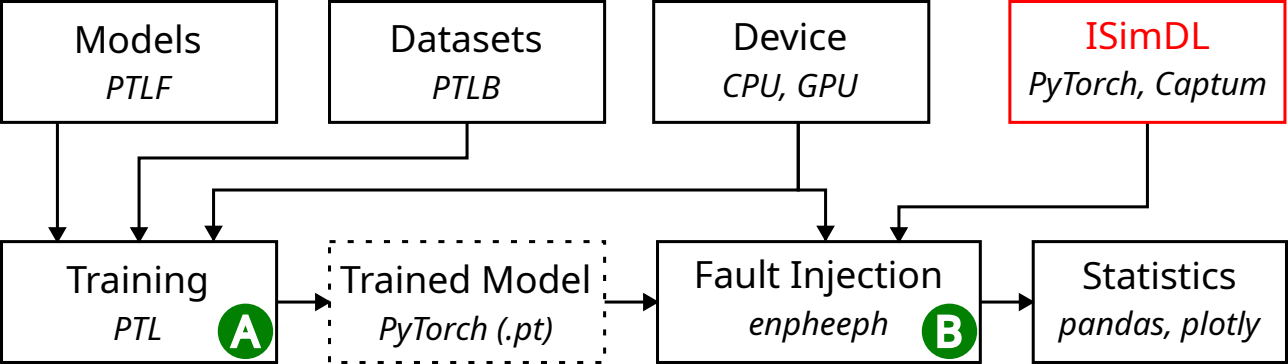 Models
PTLF
Datasets
PTLB
Device
CPU, GPU
ISimDL
PyTorch, Captum
Training
PTL
A
Trained Model
PyTorch (.pt)
Fault Injection
enpheeph
B
Statistics
pandas, plotly